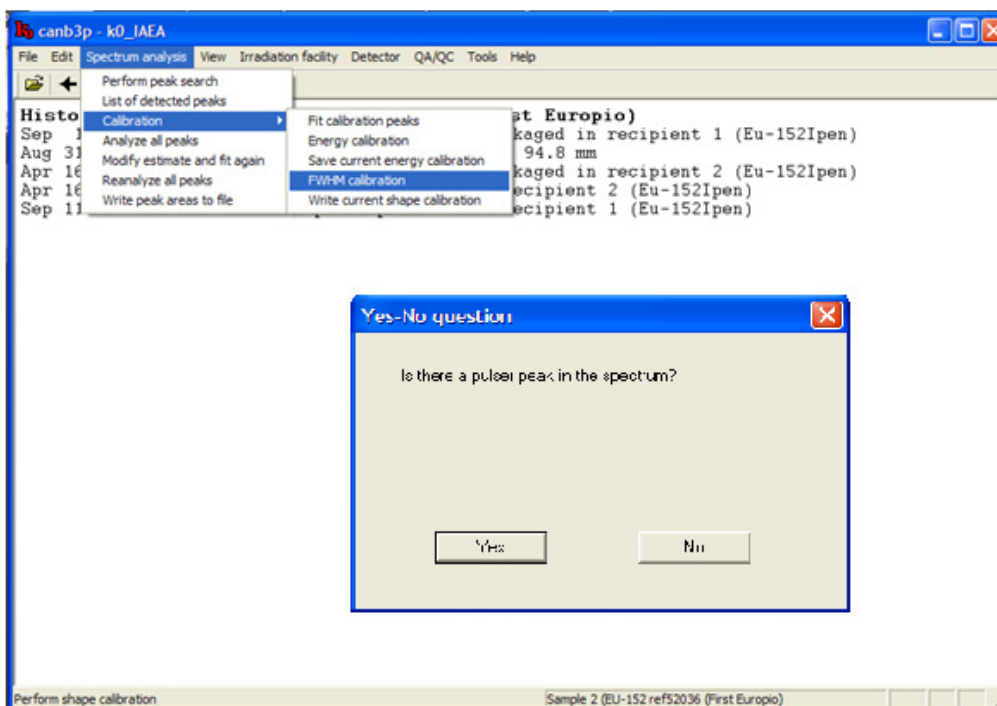 canb3p - k0_IAEA
File Edit Spectrum analysis View Irradiation facility Detector QA/QC Tools Help
Perform peak search
List of detected peaks
Calibration
Analyze all peaks
Modify estimate and fit again
Reanalyze all peaks
Write peak areas to file
Fit calibration peaks
Energy calibration
Save current energy calibration
FWHM calibration
Write current shape calibration
Histo st Europio)
Sep 1 kaged in recipient 1 (Eu-152Ipen)
Aug 31 94.8 mm
Apr 16 kaged in recipient 2 (Eu-152Ipen)
Apr 16 ecipient 2 (Eu-152Ipen)
Sep 11 ecipient 1 (Eu-152Ipen)
Yes-No question
Is there a pulser peak in the spectrum?
Yes No
Perform shape calibration Sample 2 (EU-152 ref52036 (First Europio)